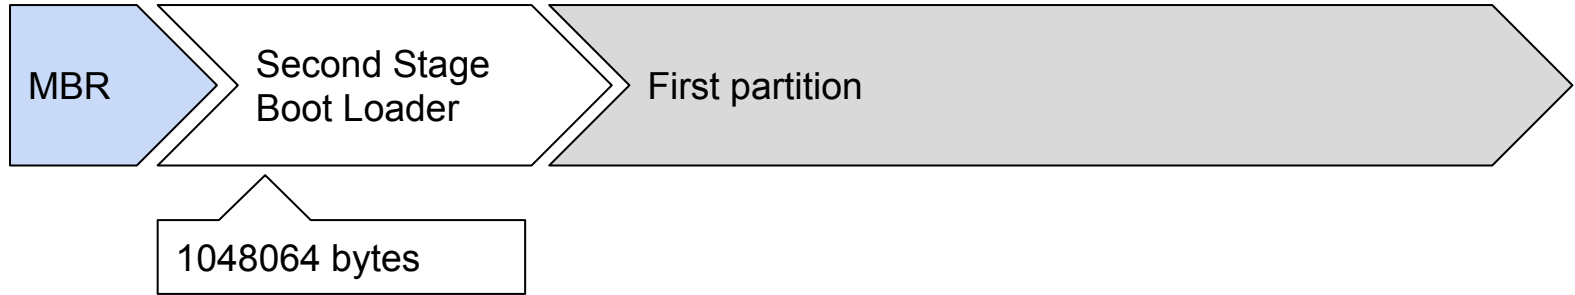 MBR
Second Stage
Boot Loader
First partition
1048064 bytes